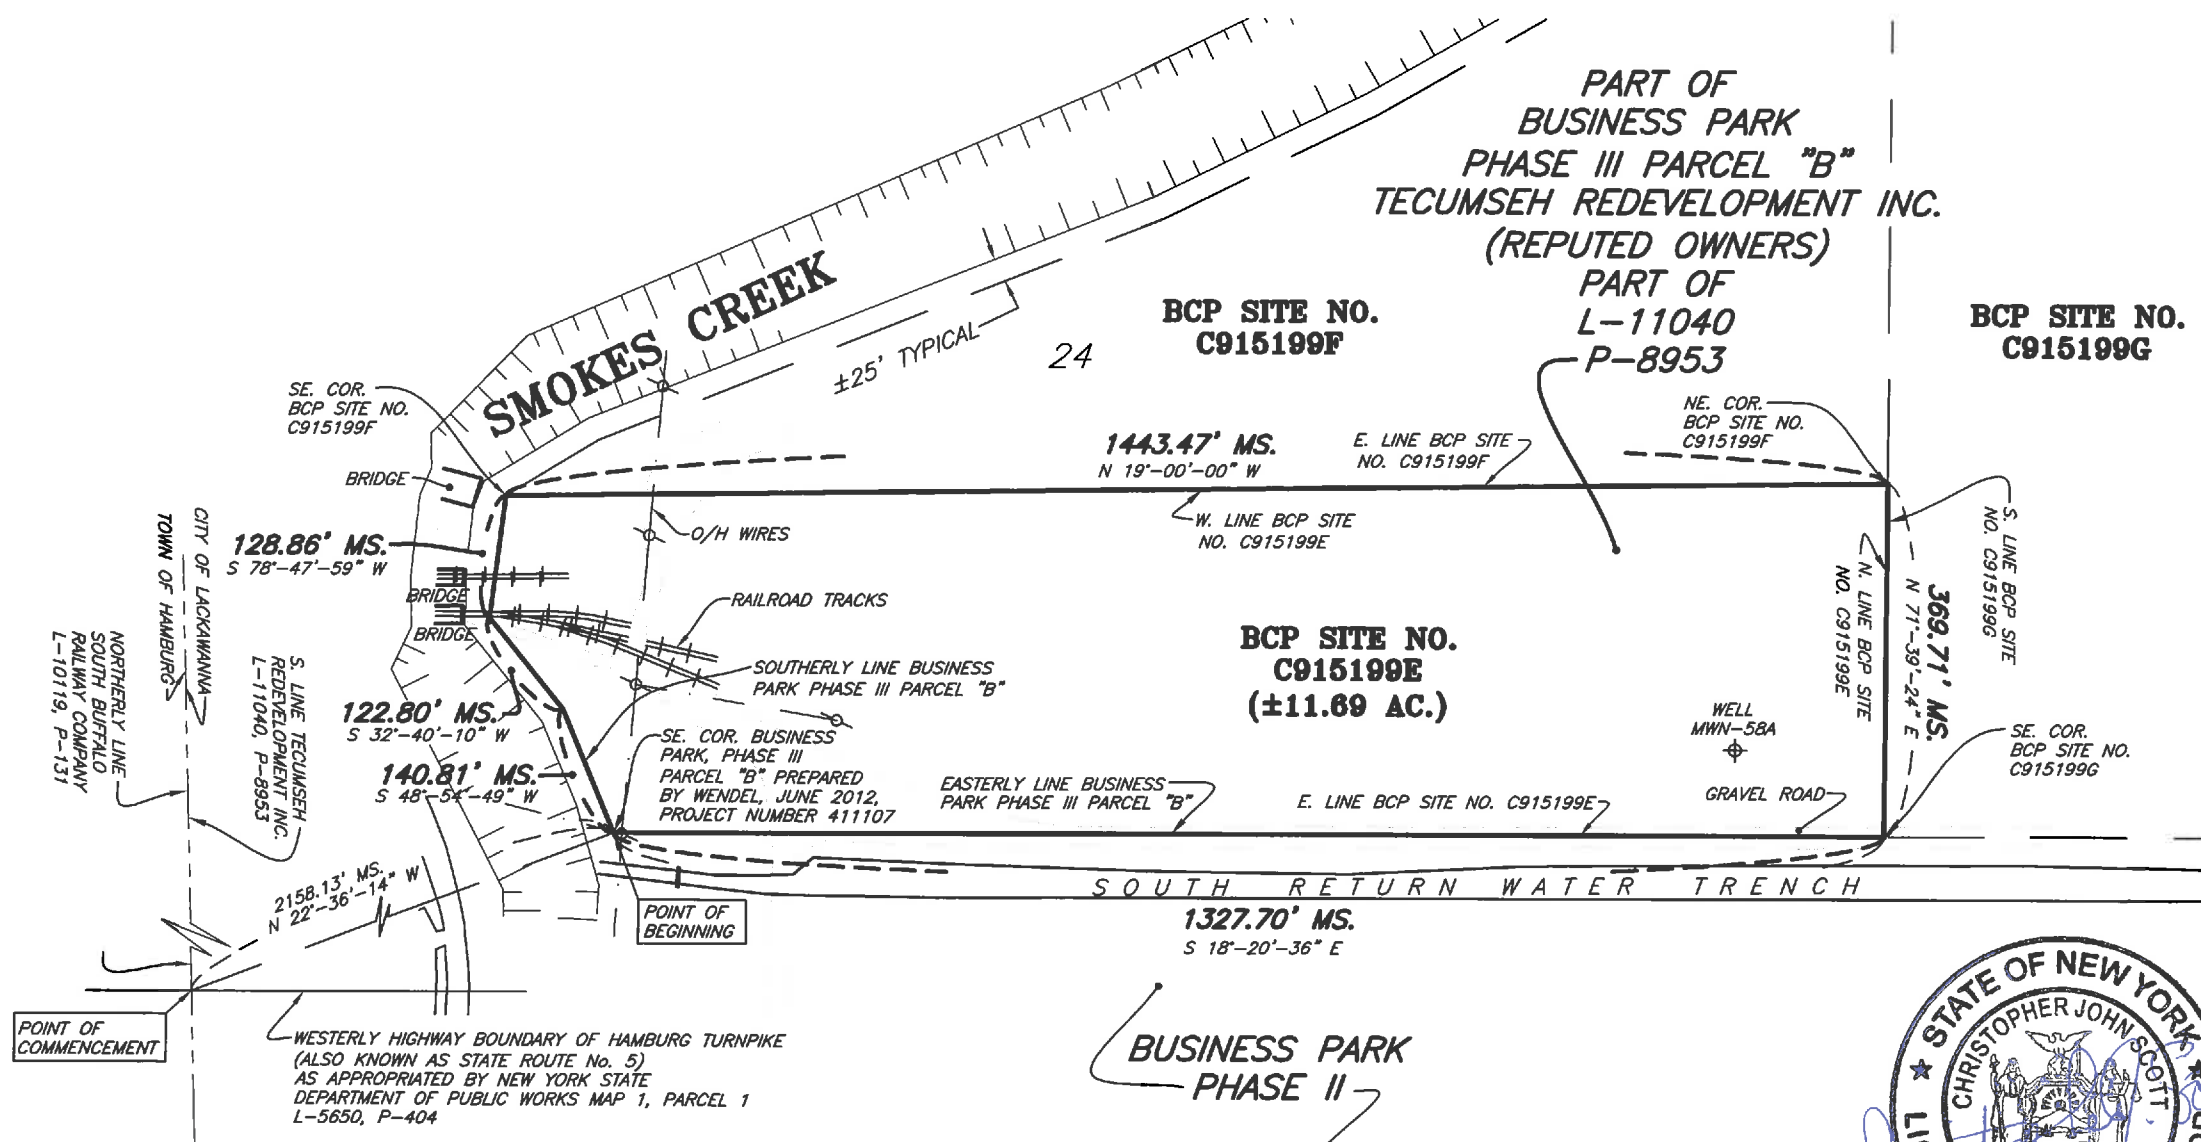 PART OF
BUSINESS PARK
PHASE III PARCEL "B"
TECUMSEH REDEVELOPMENT INC.
(REPUTED OWNERS)
PART OF
L-11040
P-8953
BCP SITE NO.
C915199F
BCP SITE NO.
C915199G
SMOKES CREEK
±25' TYPICAL
24
SE. COR.
BCP SITE NO.
C915199F
NE. COR.
BCP SITE NO.
C915199F
1443.47' MS.
N 19°-00'-00" W
E. LINE BCP SITE
NO. C915199F
W. LINE BCP SITE
NO. C915199E
BRIDGE
O/H WIRES
128.86' MS.
S 78°-47'-59" W
BRIDGE
BRIDGE
RAILROAD TRACKS
CITY OF LACKAWANNA
TOWN OF HAMBURG
NORTHERLY LINE
SOUTH BUFFALO
RAILWAY COMPANY
L-10119, P-131
S. LINE TECUMSEH
REDEVELOPMENT INC.
L-11040, P-8953
SOUTHERLY LINE BUSINESS
PARK PHASE III PARCEL "B"
122.80' MS.
S 32°-40'-10" W
140.81' MS.
S 48°-54'-49" W
SE. COR. BUSINESS
PARK, PHASE III
PARCEL "B" PREPARED
BY WENDEL, JUNE 2012,
PROJECT NUMBER 411107
BCP SITE NO.
C915199E
(±11.69 AC.)
S. LINE BCP SITE
NO. C915199G
369.71' MS.
N 71°-39'-24" E
N. LINE BCP SITE
NO. C915199E
WELL
MWN-58A
SE. COR.
BCP SITE NO.
C915199G
EASTERLY LINE BUSINESS
PARK PHASE III PARCEL "B"
E. LINE BCP SITE NO. C915199E
GRAVEL ROAD
2158.13' MS.
N 22°-36'-14" W
SOUTH RETURN WATER TRENCH
1327.70' MS.
S 18°-20'-36" E
POINT OF
BEGINNING
POINT OF
COMMENCEMENT
WESTERLY HIGHWAY BOUNDARY OF HAMBURG TURNPIKE
(ALSO KNOWN AS STATE ROUTE No. 5)
AS APPROPRIATED BY NEW YORK STATE
DEPARTMENT OF PUBLIC WORKS MAP 1, PARCEL 1
L-5650, P-404
BUSINESS PARK
PHASE II
STATE OF NEW YORK
CHRISTOPHER JOHN SCOTT